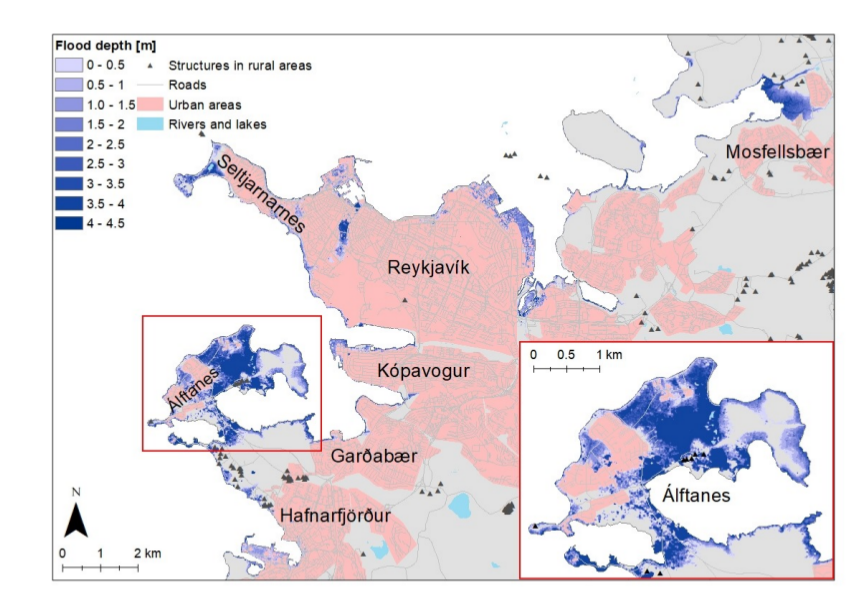 Flood depth [m]
0 - 0.5
0.5 - 1
1.0 - 1.5
1.5 - 2
2 - 2.5
2.5 - 3
3 - 3.5
3.5 - 4
4 - 4.5
Structures in rural areas
Roads
Urban areas
Rivers and lakes
Seltjarnarnes
Mosfellsbær
Reykjavík
Kópavogur
Álftanes
Garðabær
Hafnarfjörður
N
0 1 2 km
0 0.5 1 km
Álftanes